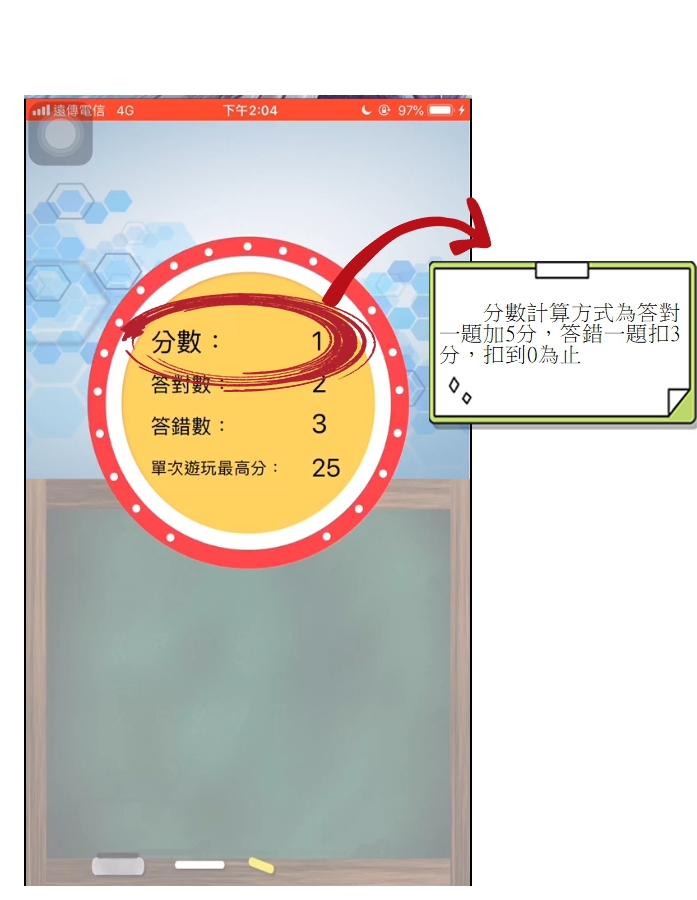 遠傳電信 4G 下午2:04 97%
分數： 1
答對數： 2
答錯數： 3
單次遊玩最高分： 25
分數計算方式為答對
一題加5分，答錯一題扣3
分，扣到0為止